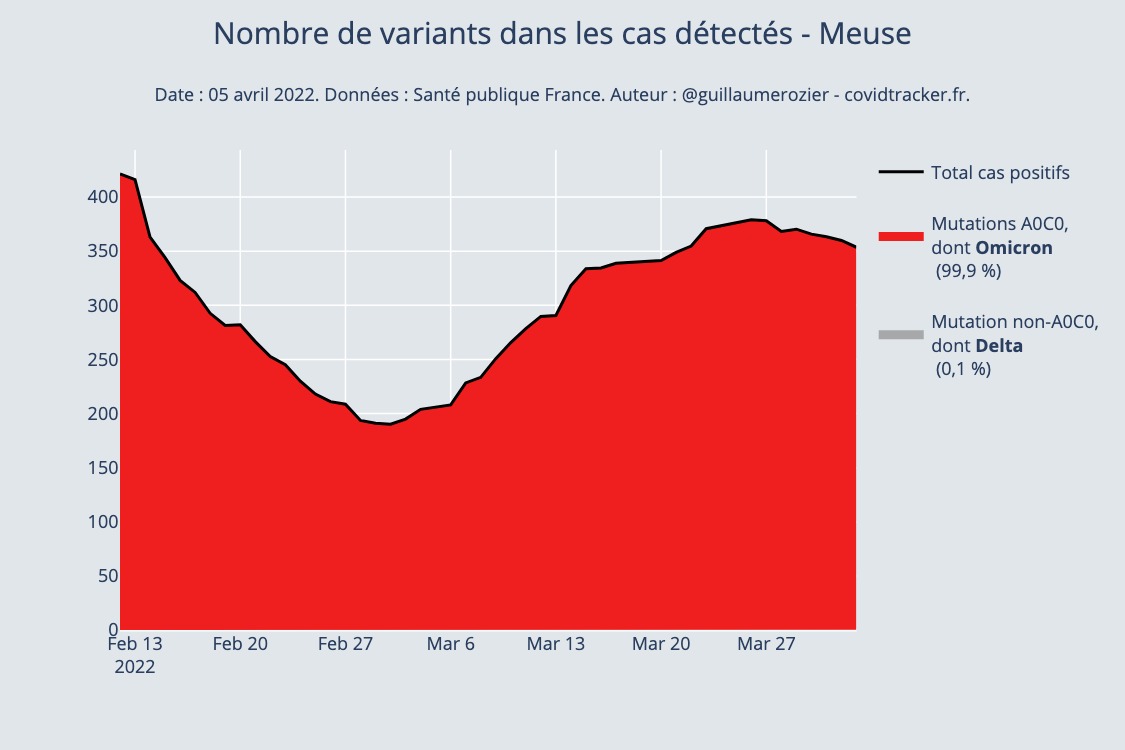 Nombre de variants dans les cas détectés - Meuse
Date : 05 avril 2022. Données : Santé publique France. Auteur : @guillaumerozier - covidtracker.fr.
400
350
300
250
200
150
100
50
0
Feb 13
2022
Feb 20
Feb 27
Mar 6
Mar 13
Mar 20
Mar 27
Total cas positifs
Mutations A0C0,
dont Omicron
(99,9 %)
Mutation non-A0C0,
dont Delta
(0,1 %)